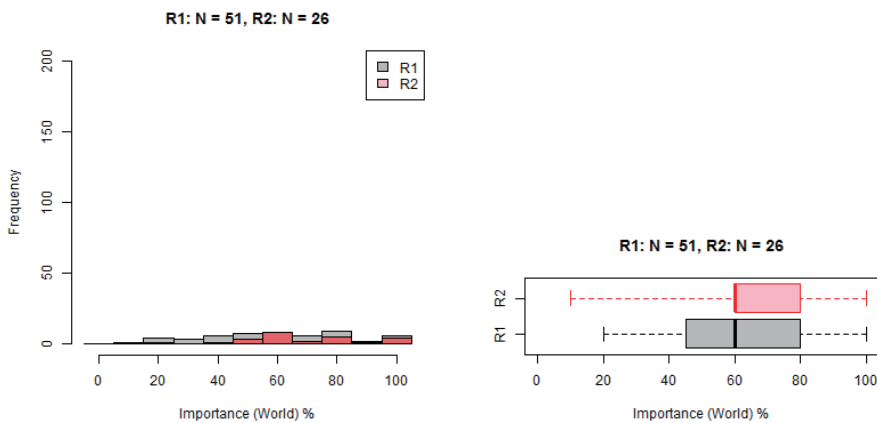 R1: N = 51, R2: N = 26
R1
R2
200
150
100
50
0
Frequency
0 20 40 60 80 100
Importance (World) %
R1: N = 51, R2: N = 26
R2
R1
0 20 40 60 80 100
Importance (World) %